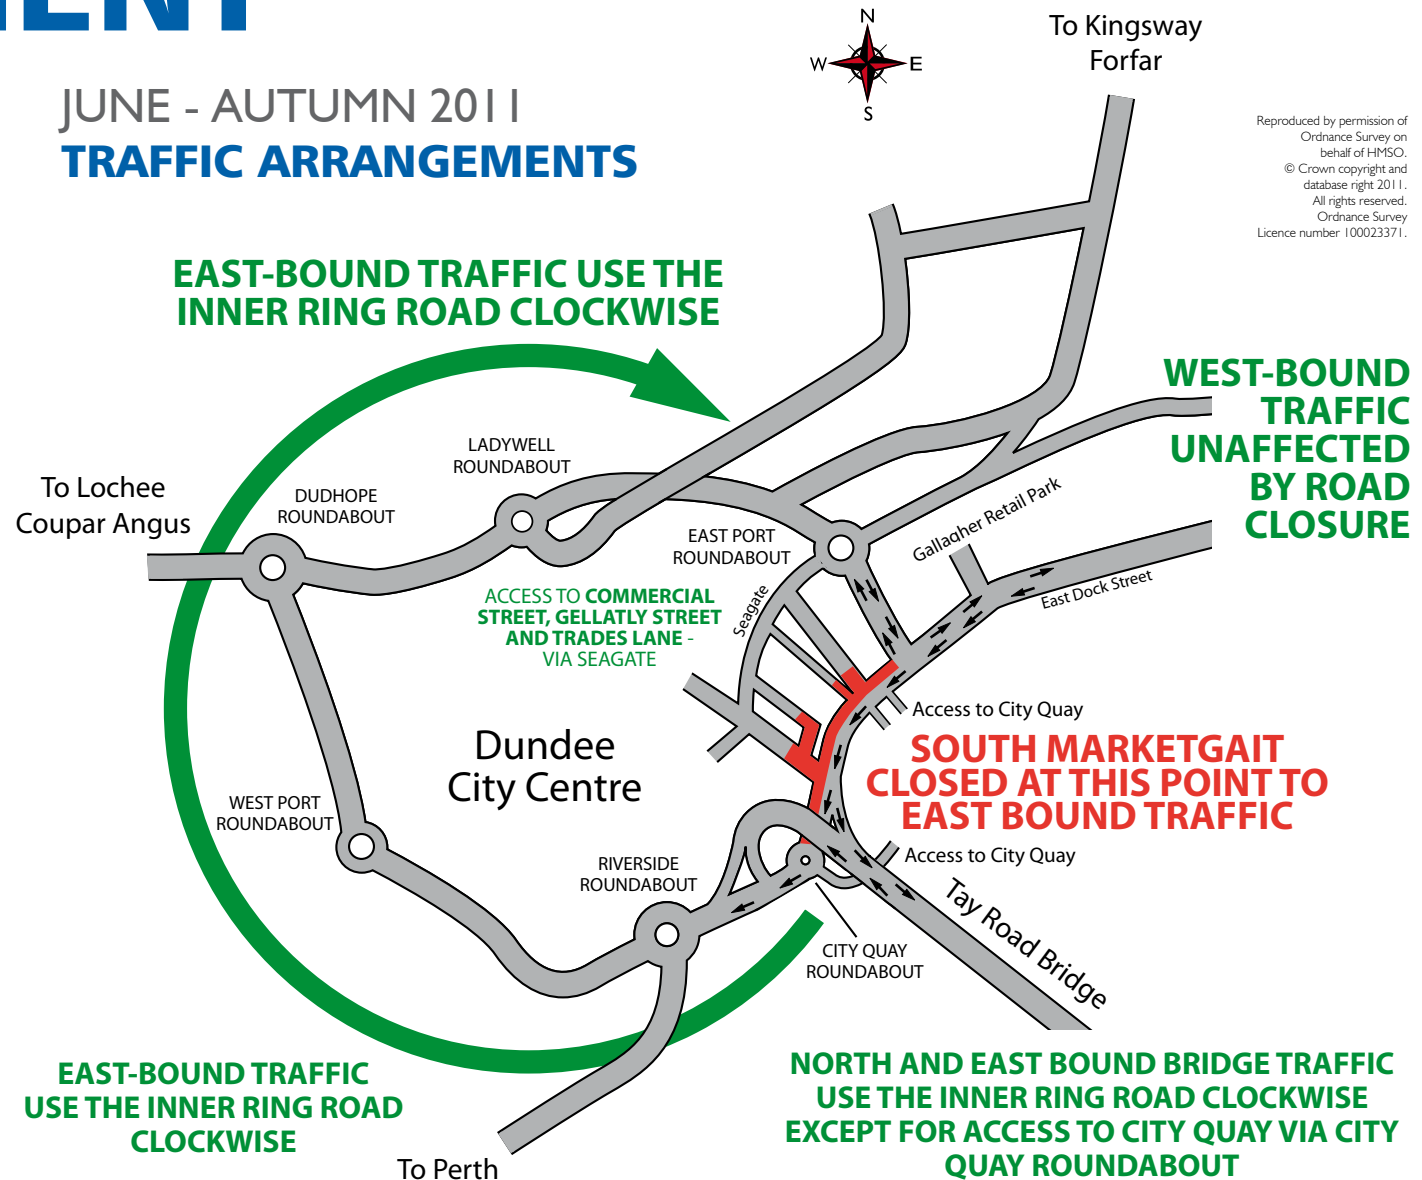 JUNE - AUTUMN 2011
TRAFFIC ARRANGEMENTS
N
W
E
S
To Kingsway
Forfar
Reproduced by permission of
Ordnance Survey on
behalf of HMSO.
© Crown copyright and
database right 2011.
All rights reserved.
Ordnance Survey
Licence number 100023371.
EAST-BOUND TRAFFIC USE THE
INNER RING ROAD CLOCKWISE
WEST-BOUND
TRAFFIC
UNAFFECTED
BY ROAD
CLOSURE
LADYWELL
ROUNDABOUT
To Lochee
Coupar Angus
DUDHOPE
ROUNDABOUT
EAST PORT
ROUNDABOUT
Gallagher Retail Park
East Dock Street
Seagate
ACCESS TO COMMERCIAL
STREET, GELLATLY STREET
AND TRADES LANE -
VIA SEAGATE
Access to City Quay
Dundee
City Centre
SOUTH MARKETGAIT
CLOSED AT THIS POINT TO
EAST BOUND TRAFFIC
WEST PORT
ROUNDABOUT
RIVERSIDE
ROUNDABOUT
Access to City Quay
Tay Road Bridge
CITY QUAY
ROUNDABOUT
EAST-BOUND TRAFFIC
USE THE INNER RING ROAD
CLOCKWISE
NORTH AND EAST BOUND BRIDGE TRAFFIC
USE THE INNER RING ROAD CLOCKWISE
EXCEPT FOR ACCESS TO CITY QUAY VIA CITY
QUAY ROUNDABOUT
To Perth